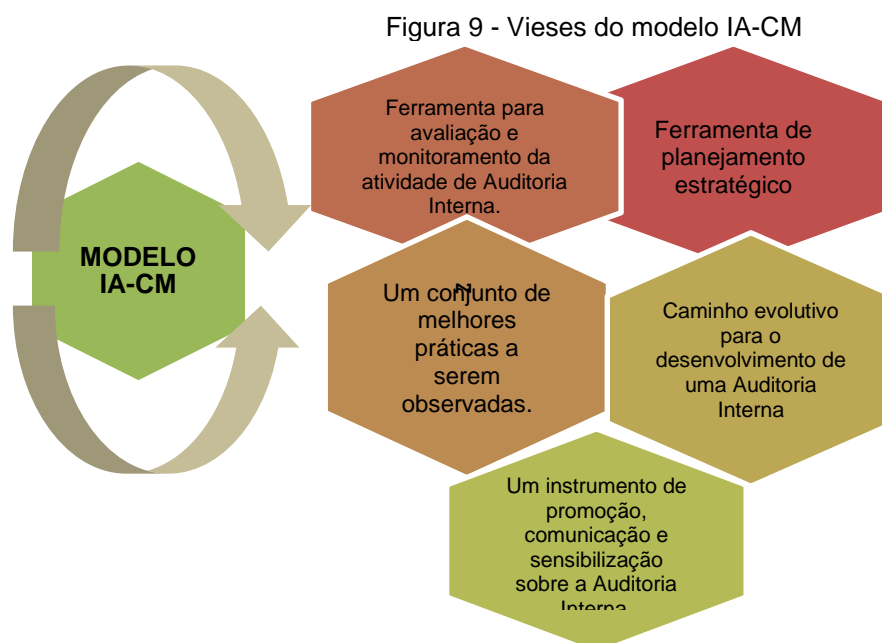 Figura 9 - Vieses do modelo IA-CM
Ferramenta para
avaliação e
monitoramento da
atividade de Auditoria
Interna.
Ferramenta de
planejamento
estratégico
MODELO
IA-CM
Um conjunto de
melhores
práticas a
serem
observadas.
Caminho evolutivo
para o
desenvolvimento de
uma Auditoria
Interna
Um instrumento de
promoção,
comunicação e
sensibilização
sobre a Auditoria
Interna